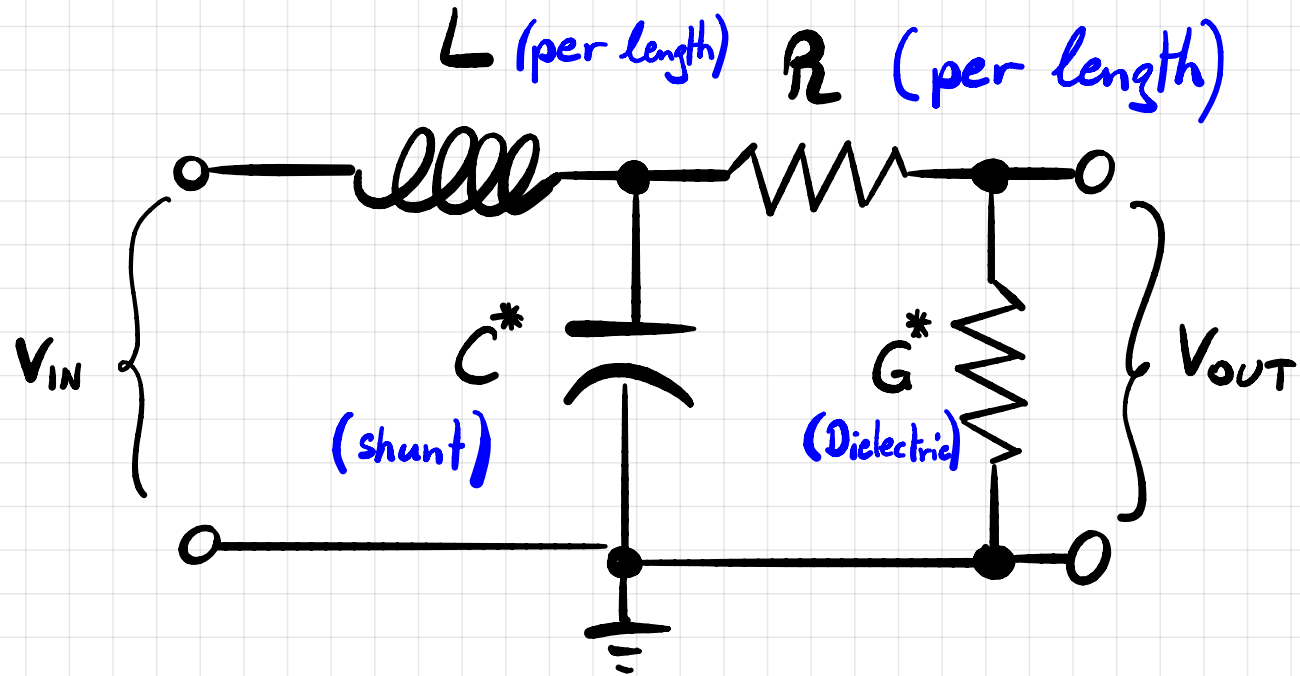 L (per length) R (per length)
C*
G*
VIN
VOUT
(shunt)
(Dielectric)